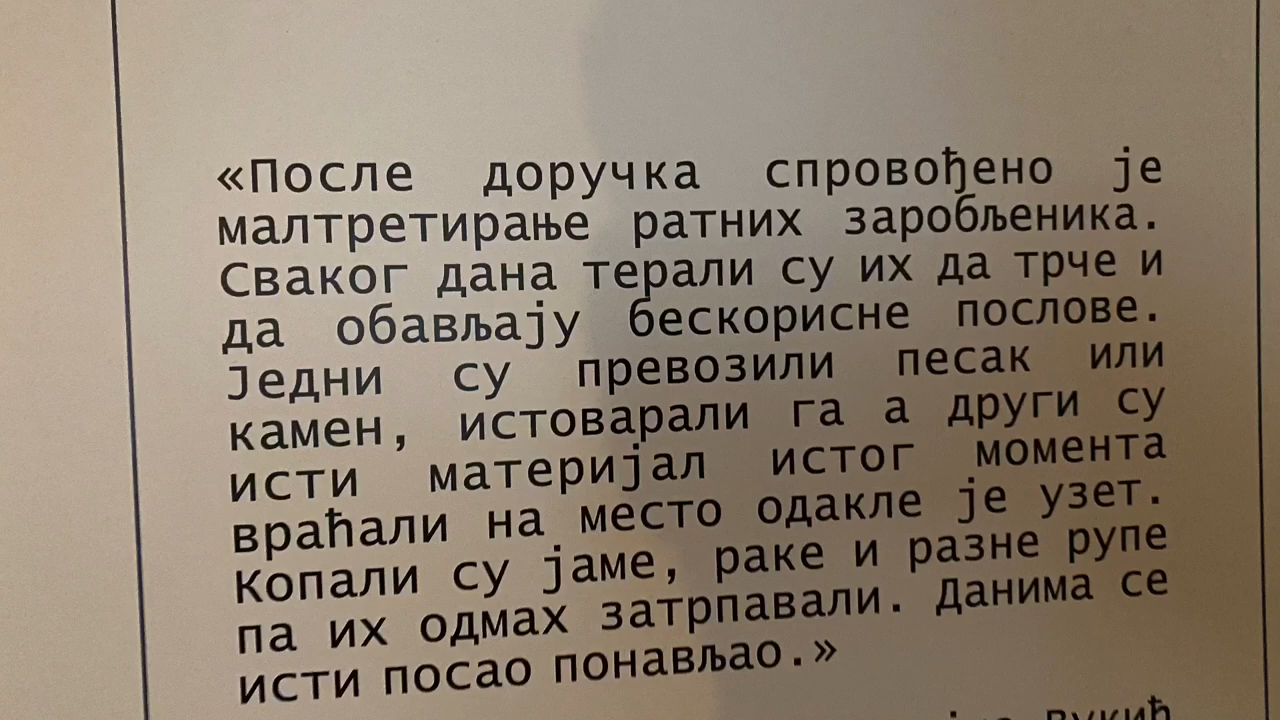 «После доручка спровођено је
малтретирање ратних заробљеника.
Сваког дана терали су их да трче и
да обављају бескорисне послове.
Једни су превозили песак или
камен, истоварали га а други су
исти материјал истог момента
враћали на место одакле је узет.
Копали су јаме, раке и разне рупе
па их одмах затрпавали. Данима се
исти посао понављао.»
Вукић